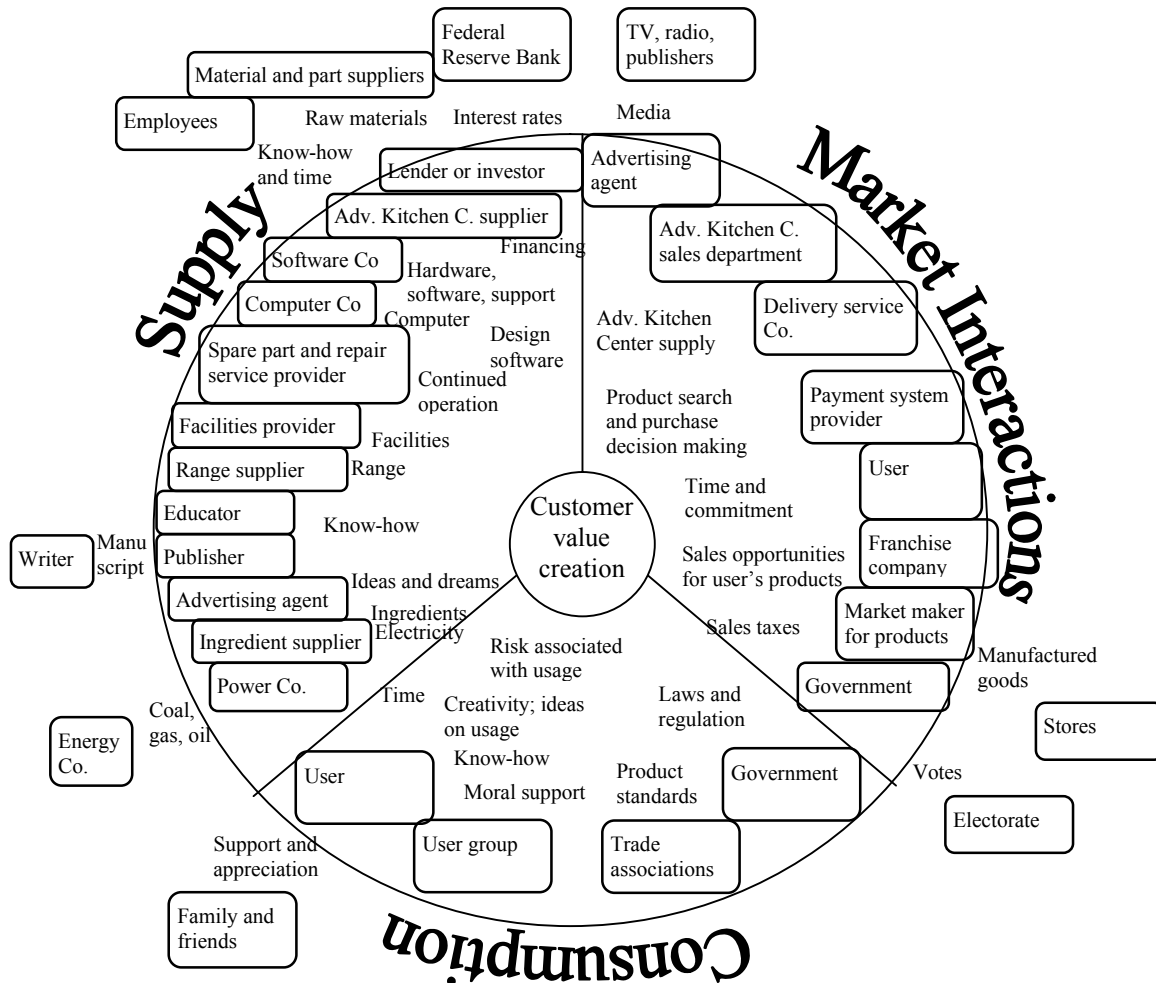 Federal
Reserve Bank
TV, radio,
publishers
Material and part suppliers
Employees
Raw materials
Interest rates
Media
Know-how
and time
Lender or investor
Advertising
agent
Adv. Kitchen C. supplier
Financing
Adv. Kitchen C.
sales department
Supply
Market Interactions
Software Co
Hardware,
software, support
Computer Co
Computer
Delivery service
Co.
Adv. Kitchen
Center supply
Design
software
Spare part and repair
service provider
Continued
operation
Payment system
provider
Product search
and purchase
decision making
Facilities provider
Facilities
Range supplier
Range
User
Time and
commitment
Educator
Know-how
Customer
value
creation
Writer
Manu
script
Publisher
Franchise
company
Sales opportunities
for user's products
Ideas and dreams
Advertising agent
Ingredients
Electricity
Ingredient supplier
Market maker
for products
Sales taxes
Risk associated
with usage
Manufactured
goods
Power Co.
Time
Government
Laws and
regulation
Creativity; ideas
on usage
Coal,
gas, oil
Energy
Co.
Stores
Know-how
User
Moral support
Product
standards
Government
Votes
Electorate
Support and
appreciation
User group
Trade
associations
Family and
friends
Consumption